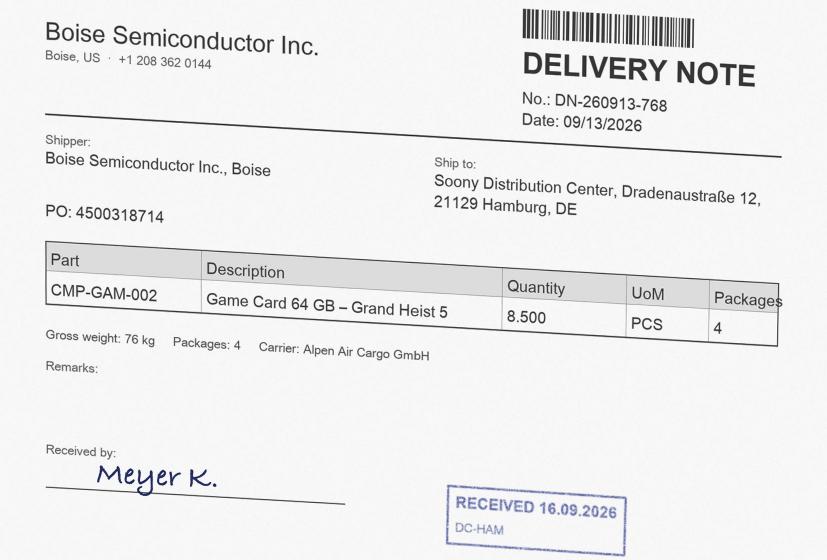 Boise Semiconductor Inc.
Boise, US · +1 208 362 0144
DELIVERY NOTE
No.: DN-260913-768
Date: 09/13/2026
Shipper:
Boise Semiconductor Inc., Boise
Ship to:
Soony Distribution Center, Dradenaustraße 12,
21129 Hamburg, DE
PO: 4500318714
Part Description Quantity UoM Packages
CMP-GAM-002 Game Card 64 GB – Grand Heist 5 8.500 PCS 4
Gross weight: 76 kg Packages: 4 Carrier: Alpen Air Cargo GmbH
Remarks:
Received by:
Meyer K.
RECEIVED 16.09.2026
DC-HAM